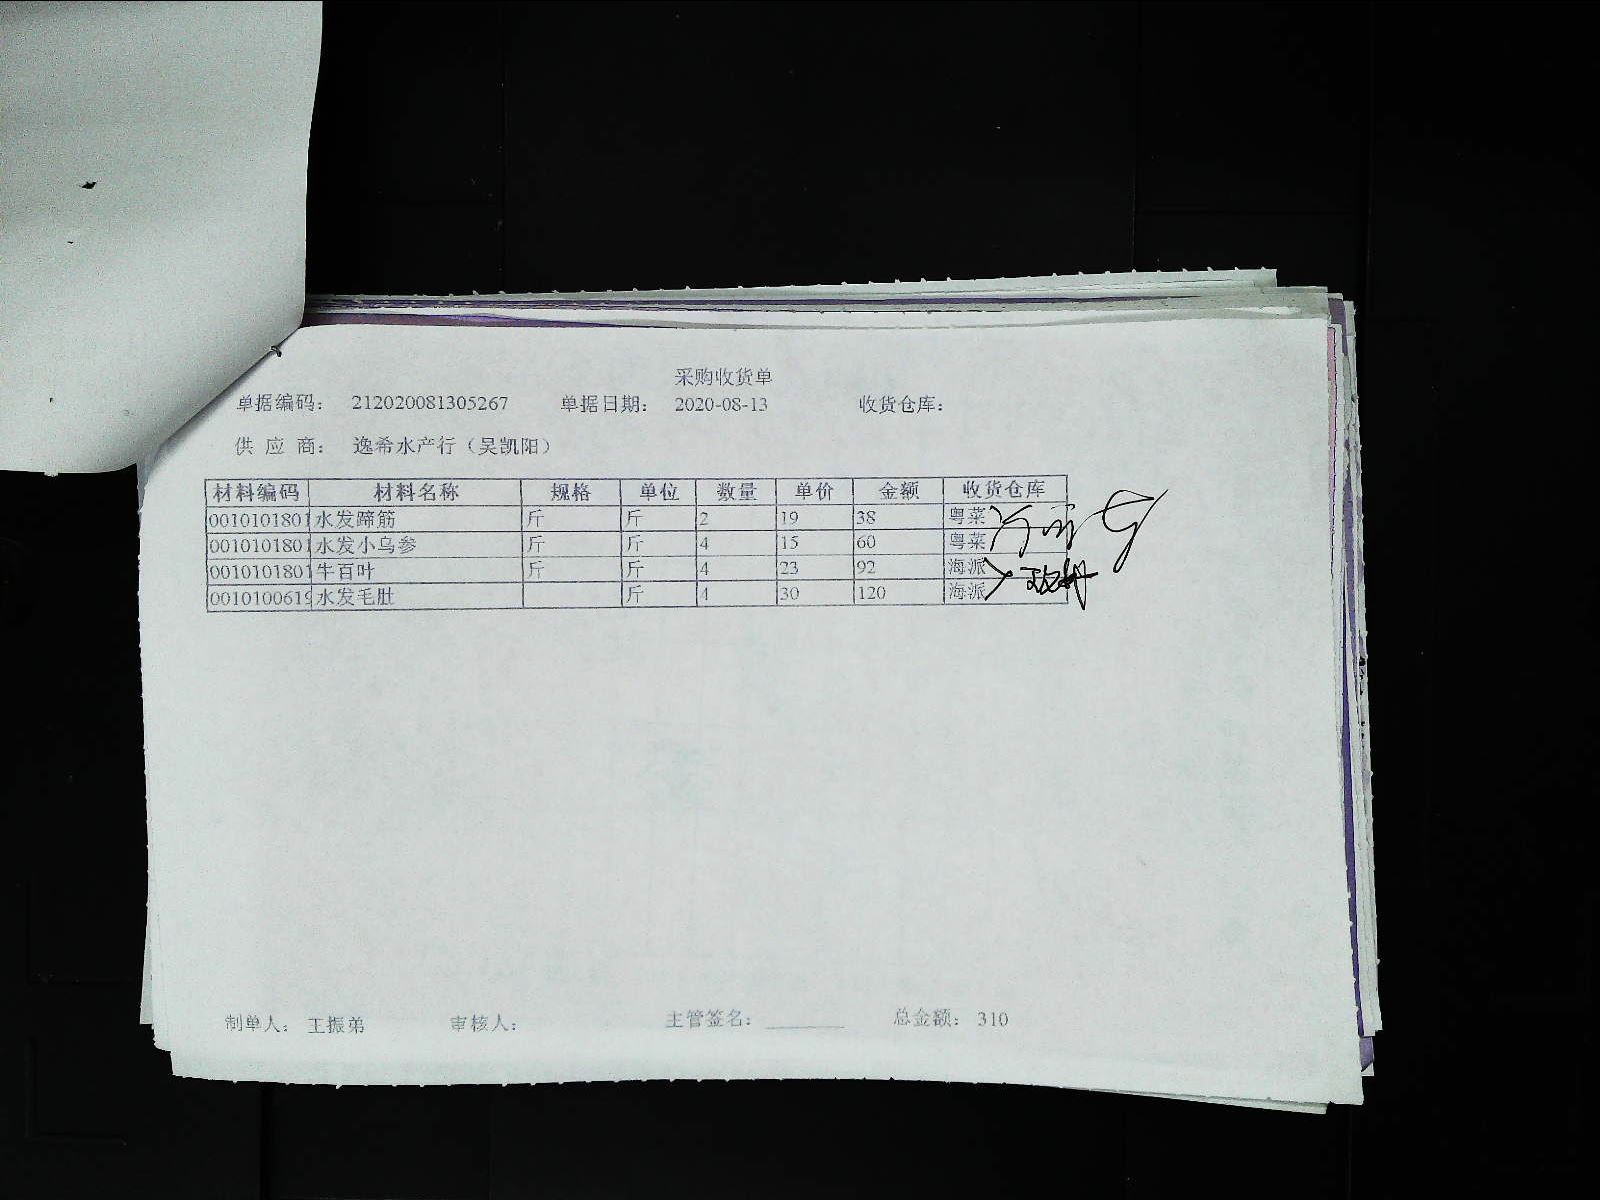 采购收货单
单据编码： 212020081305267 单据日期： 2020-08-13 收货仓库：
供 应 商： 逸希水产行（吴凯阳）
材料编码 材料名称 规格 单位 数量 单价 金额 收货仓库
0010101801 水发蹄筋 斤 斤 2 19 38 粤菜
0010101801 水发小乌参 斤 斤 4 15 60 粤菜
0010101801 牛百叶 斤 斤 4 23 92 海派
001010061 水发毛肚 斤 4 30 120 海派
制单人： 王振弟 审核人： 主管签名： ________ 总金额： 310